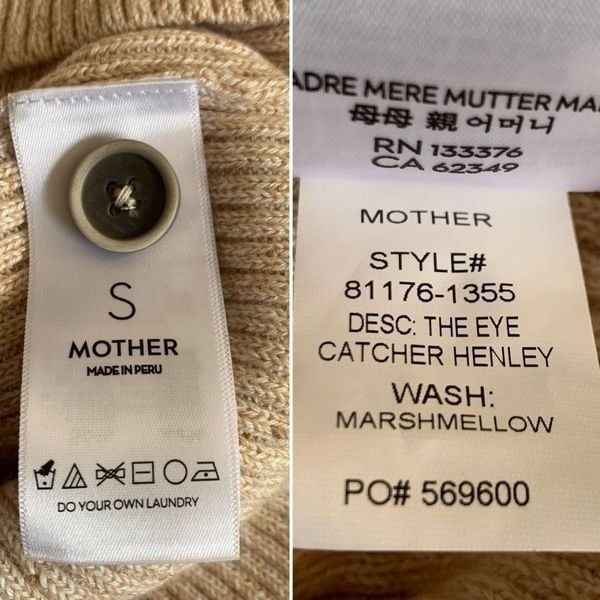 S
MOTHER
MADE IN PERU
DO YOUR OWN LAUNDRY
ADRE MERE MUTTER MA
母母 親 어머니
RN 133376
CA 62349
MOTHER
STYLE#
81176-1355
DESC: THE EYE
CATCHER HENLEY
WASH:
MARSHMELLOW
PO# 569600